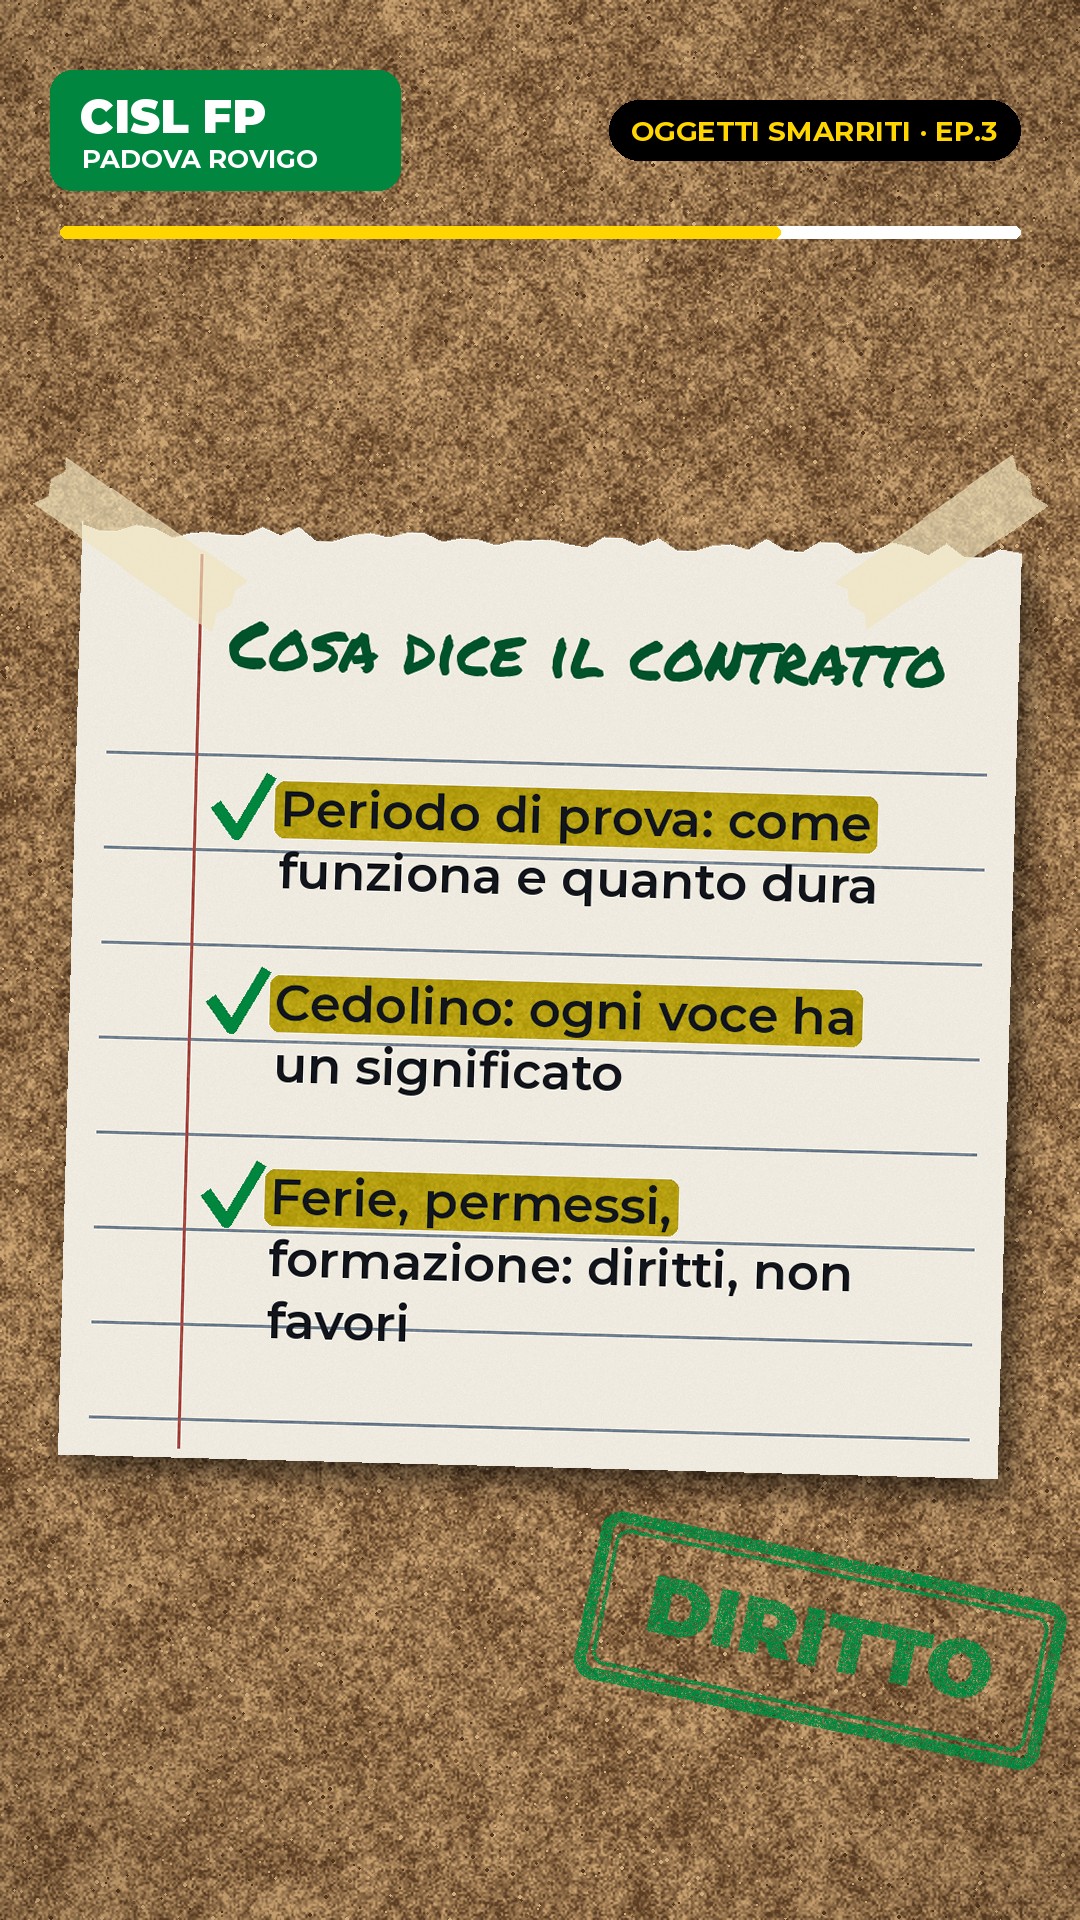 CISL FP
PADOVA ROVIGO
OGGETTI SMARRITI · EP.3
COSA DICE IL CONTRATTO
Periodo di prova: come
funziona e quanto dura
Cedolino: ogni voce ha
un significato
Ferie, permessi,
formazione: diritti, non
favori
DIRITTO